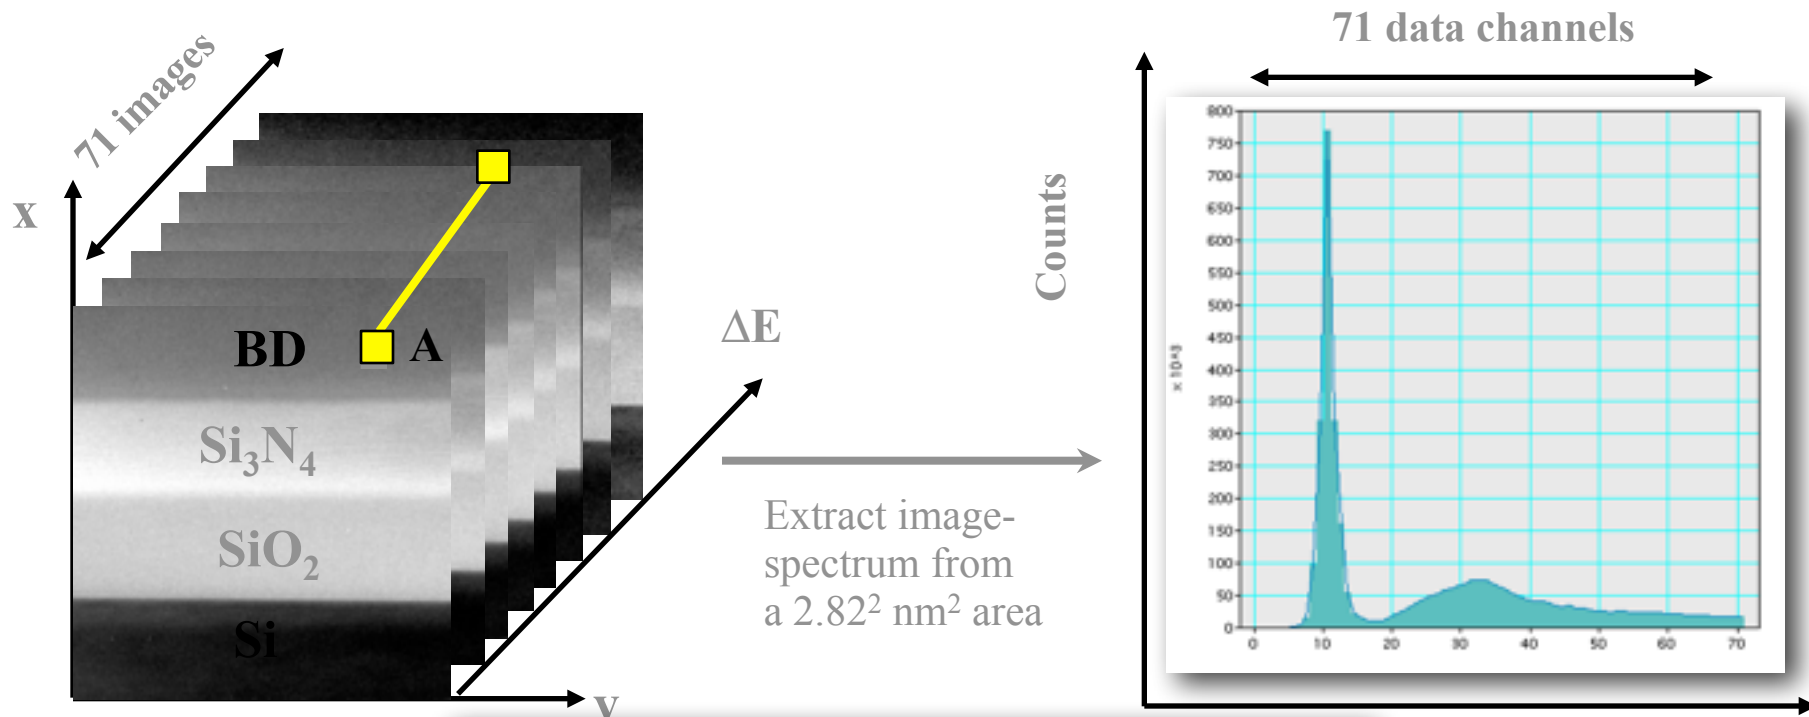 71 data channels
71 images
x
BD
A
Si₃N₄
SiO₂
Si
y
ΔE
Extract image-
spectrum from
a 2.82² nm² area
Counts
x 10^3
800
750
700
650
600
550
500
450
400
350
300
250
200
150
100
50
0
0 10 20 30 40 50 60 70